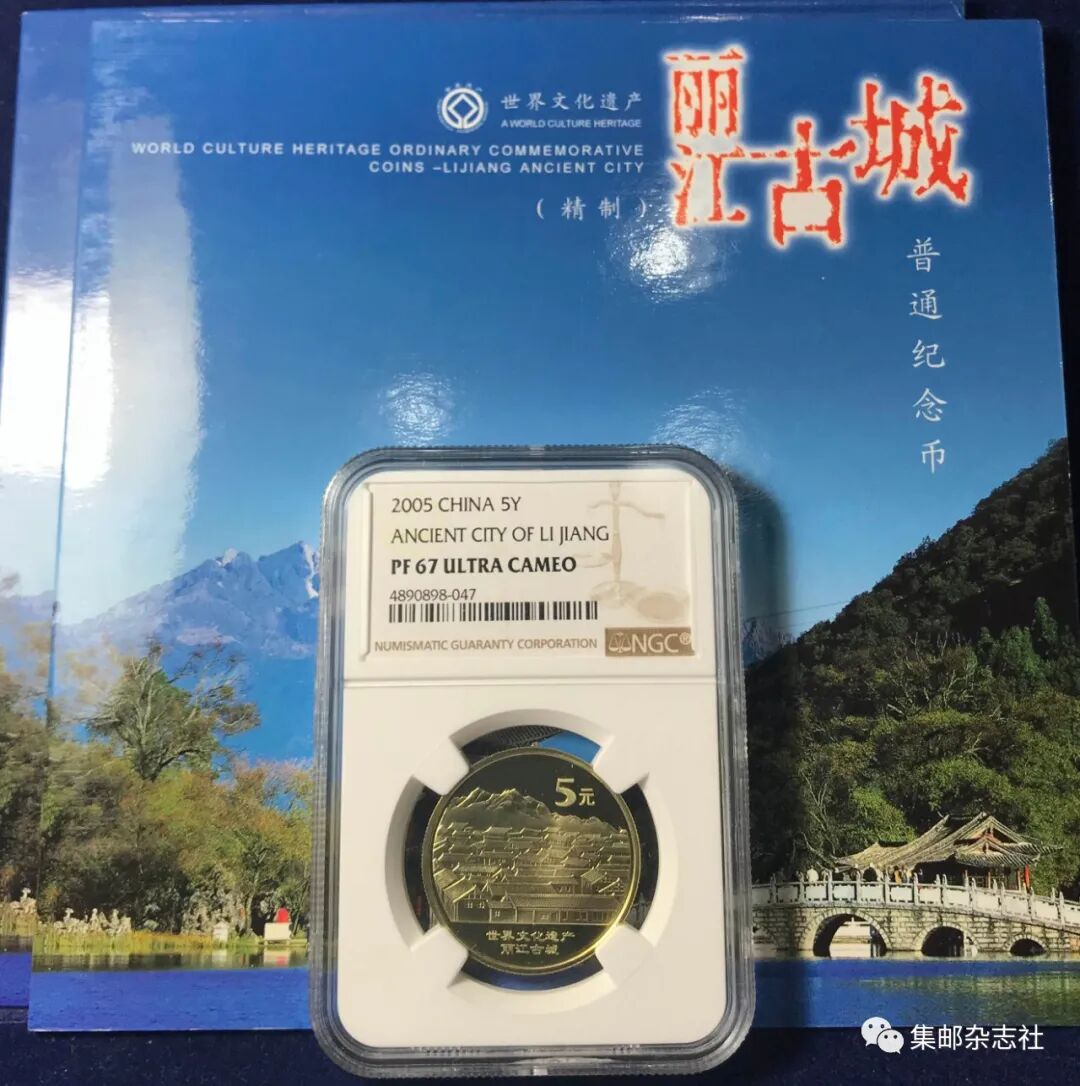 世界文化遗产
A WORLD CULTURE HERITAGE
WORLD CULTURE HERITAGE ORDINARY COMMEMORATIVE
COINS –LIJIANG ANCIENT CITY
(精制)
丽江古城
普通纪念币
2005 CHINA 5Y
ANCIENT CITY OF LI JIANG
PF 67 ULTRA CAMEO
4890898-047
NUMISMATIC GUARANTY CORPORATION
NGC®
5元
世界文化遗产
丽江古城
集邮杂志社